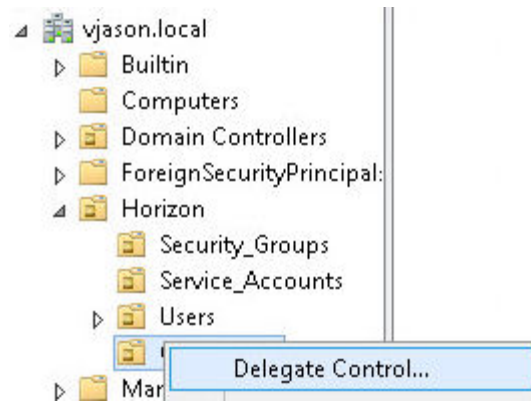 vjason.local
Builtin
Computers
Domain Controllers
ForeignSecurityPrincipal:
Horizon
Security_Groups
Service_Accounts
Users
Delegate Control...
Mar